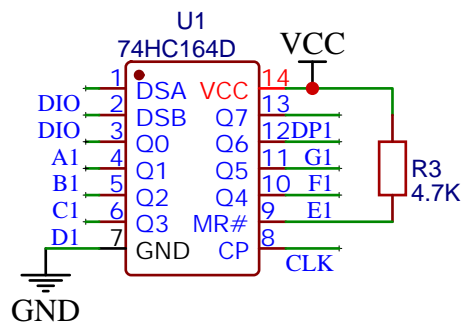 U1
74HC164D
VCC
1 DSA VCC 14
DIO 2 DSB Q7 13
DIO 3 Q0 Q6 12 DP1
A1 4 Q1 Q5 11 G1
B1 5 Q2 Q4 10 F1
C1 6 Q3 MR# 9 E1
D1 7 GND CP 8 CLK
R3
4.7K
GND